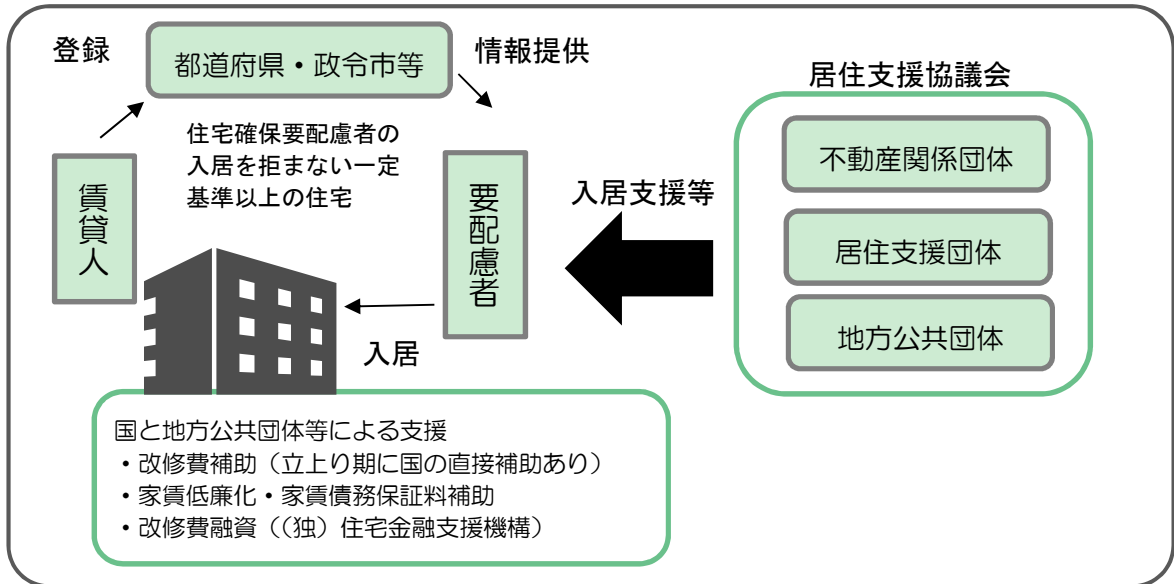 登録
都道府県・政令市等
情報提供
住宅確保要配慮者の
入居を拒まない一定
基準以上の住宅
賃貸人
要配慮者
入居
国と地方公共団体等による支援
・改修費補助（立上り期に国の直接補助あり）
・家賃低廉化・家賃債務保証料補助
・改修費融資（（独）住宅金融支援機構）
入居支援等
居住支援協議会
不動産関係団体
居住支援団体
地方公共団体